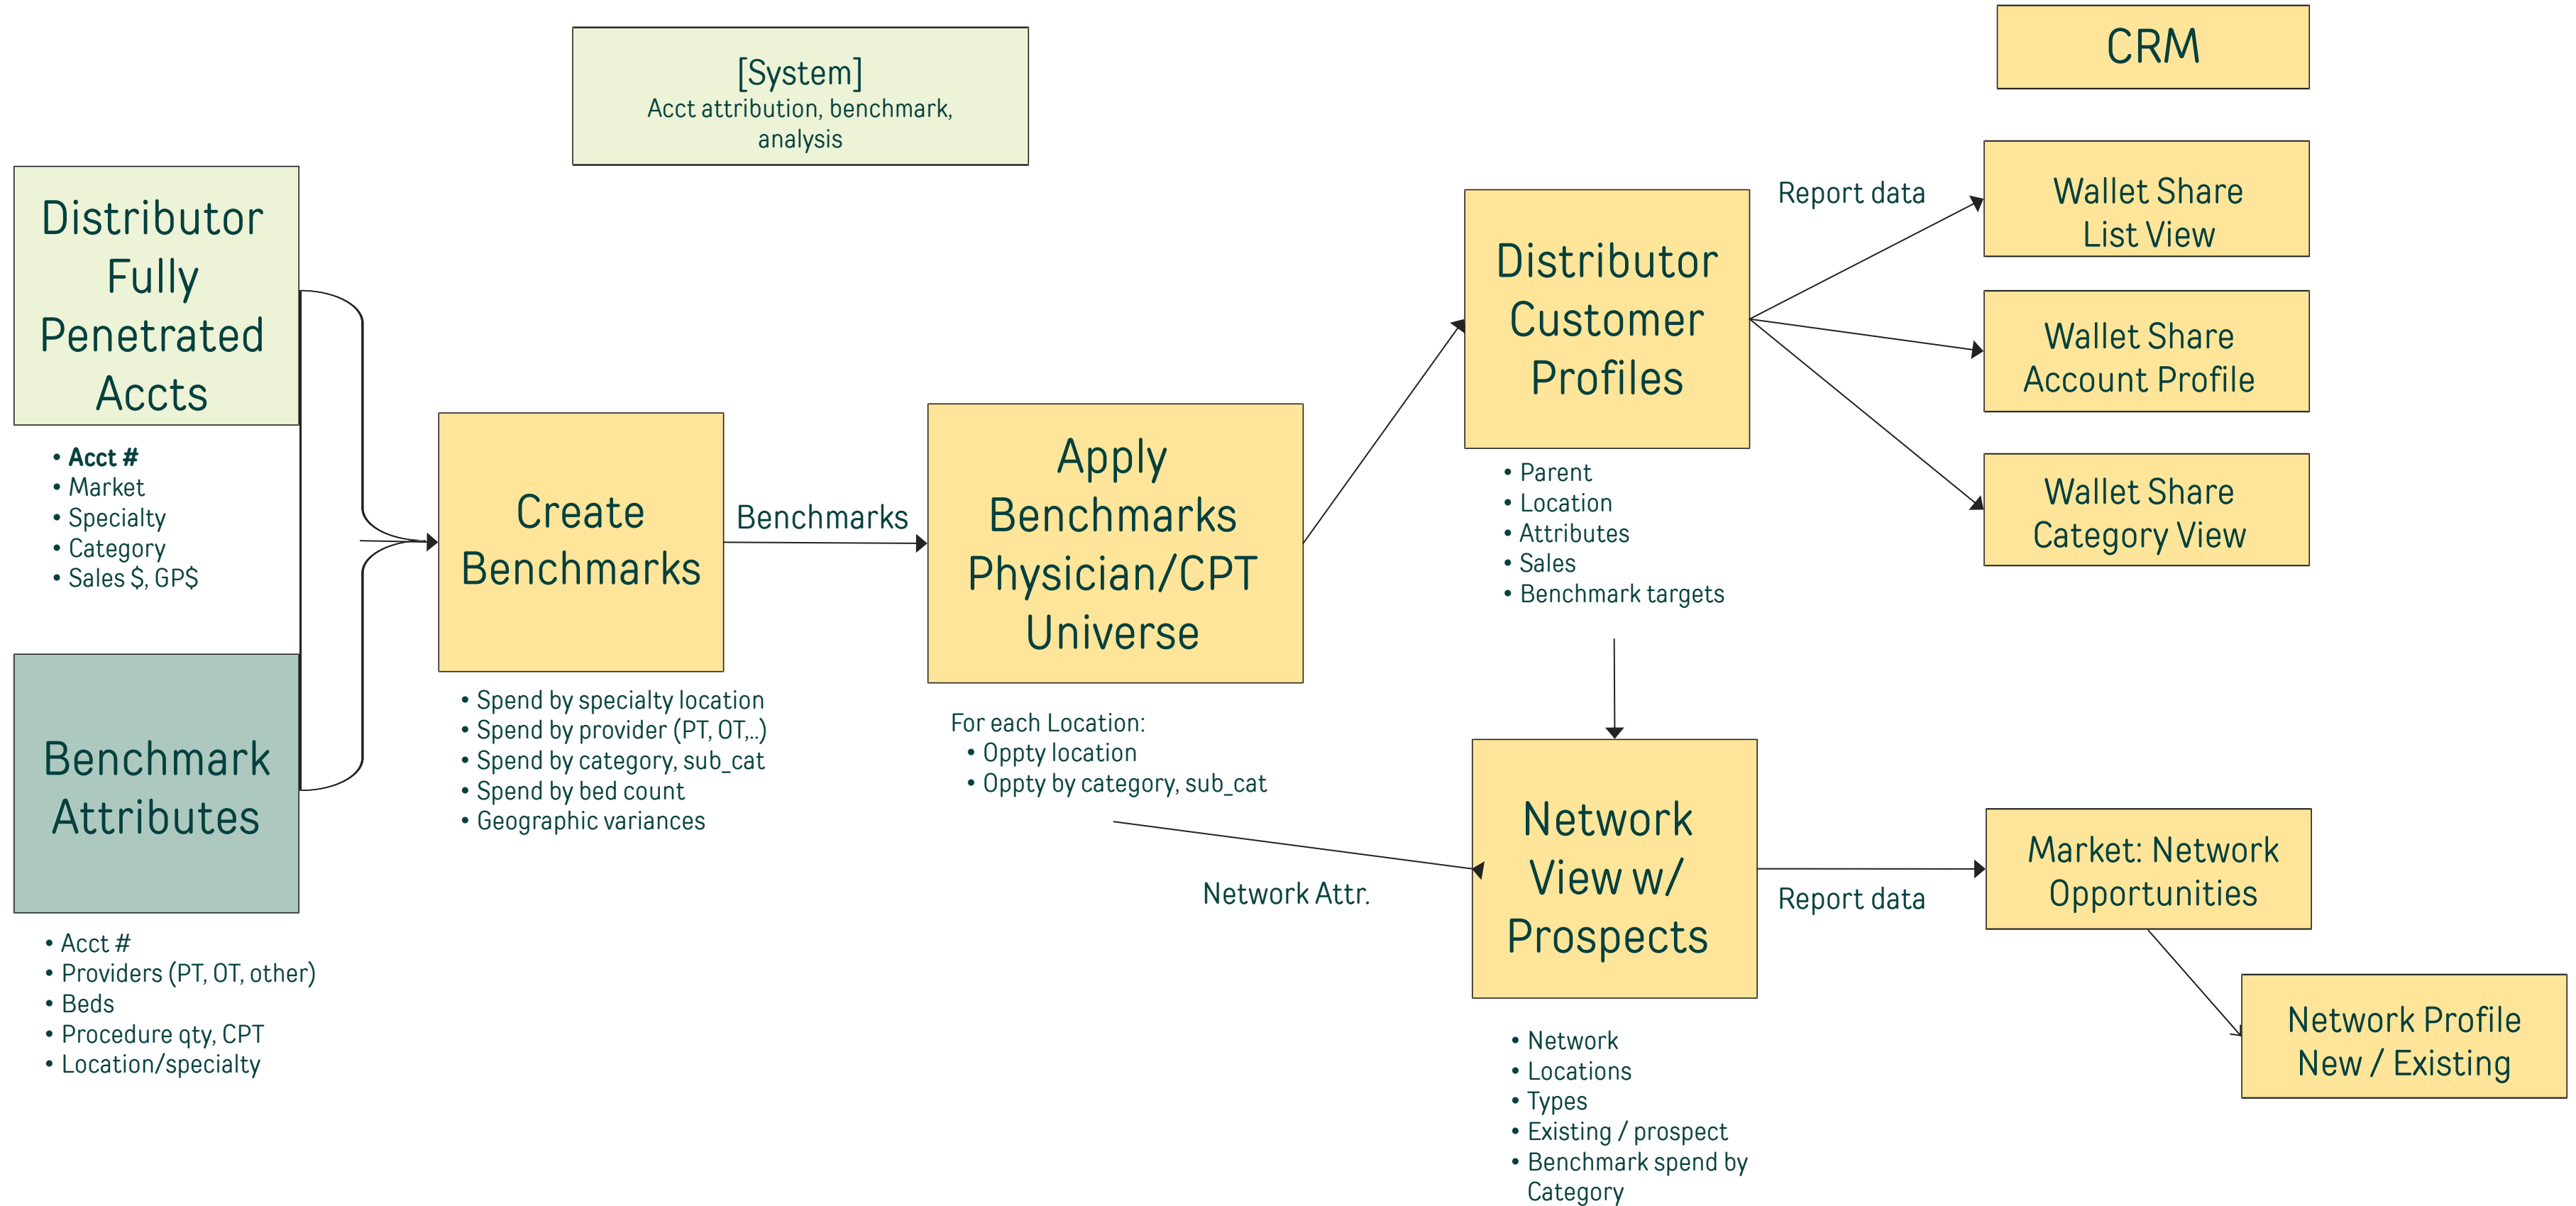 [System]
Acct attribution, benchmark,
analysis
CRM
Distributor
Fully
Penetrated
Accts
• Acct #
• Market
• Specialty
• Category
• Sales $, GP$
Benchmark
Attributes
• Acct #
• Providers (PT, OT, other)
• Beds
• Procedure qty, CPT
• Location/specialty
Create
Benchmarks
• Spend by specialty location
• Spend by provider (PT, OT,..)
• Spend by category, sub_cat
• Spend by bed count
• Geographic variances
Benchmarks
Apply
Benchmarks
Physician/CPT
Universe
For each Location:
• Oppty location
• Oppty by category, sub_cat
Network Attr.
Distributor
Customer
Profiles
• Parent
• Location
• Attributes
• Sales
• Benchmark targets
Report data
Wallet Share
List View
Wallet Share
Account Profile
Wallet Share
Category View
Network
View w/
Prospects
• Network
• Locations
• Types
• Existing / prospect
• Benchmark spend by
Category
Report data
Market: Network
Opportunities
Network Profile
New / Existing